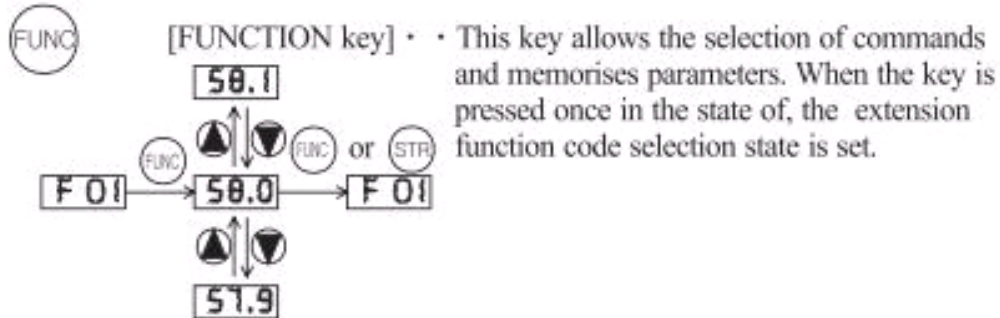 FUNC
[FUNCTION key] · · This key allows the selection of commands
and memorises parameters. When the key is
pressed once in the state of, the extension
function code selection state is set.
58.1
FUNC
FUNC or STR
F 01
58.0
F 01
57.9